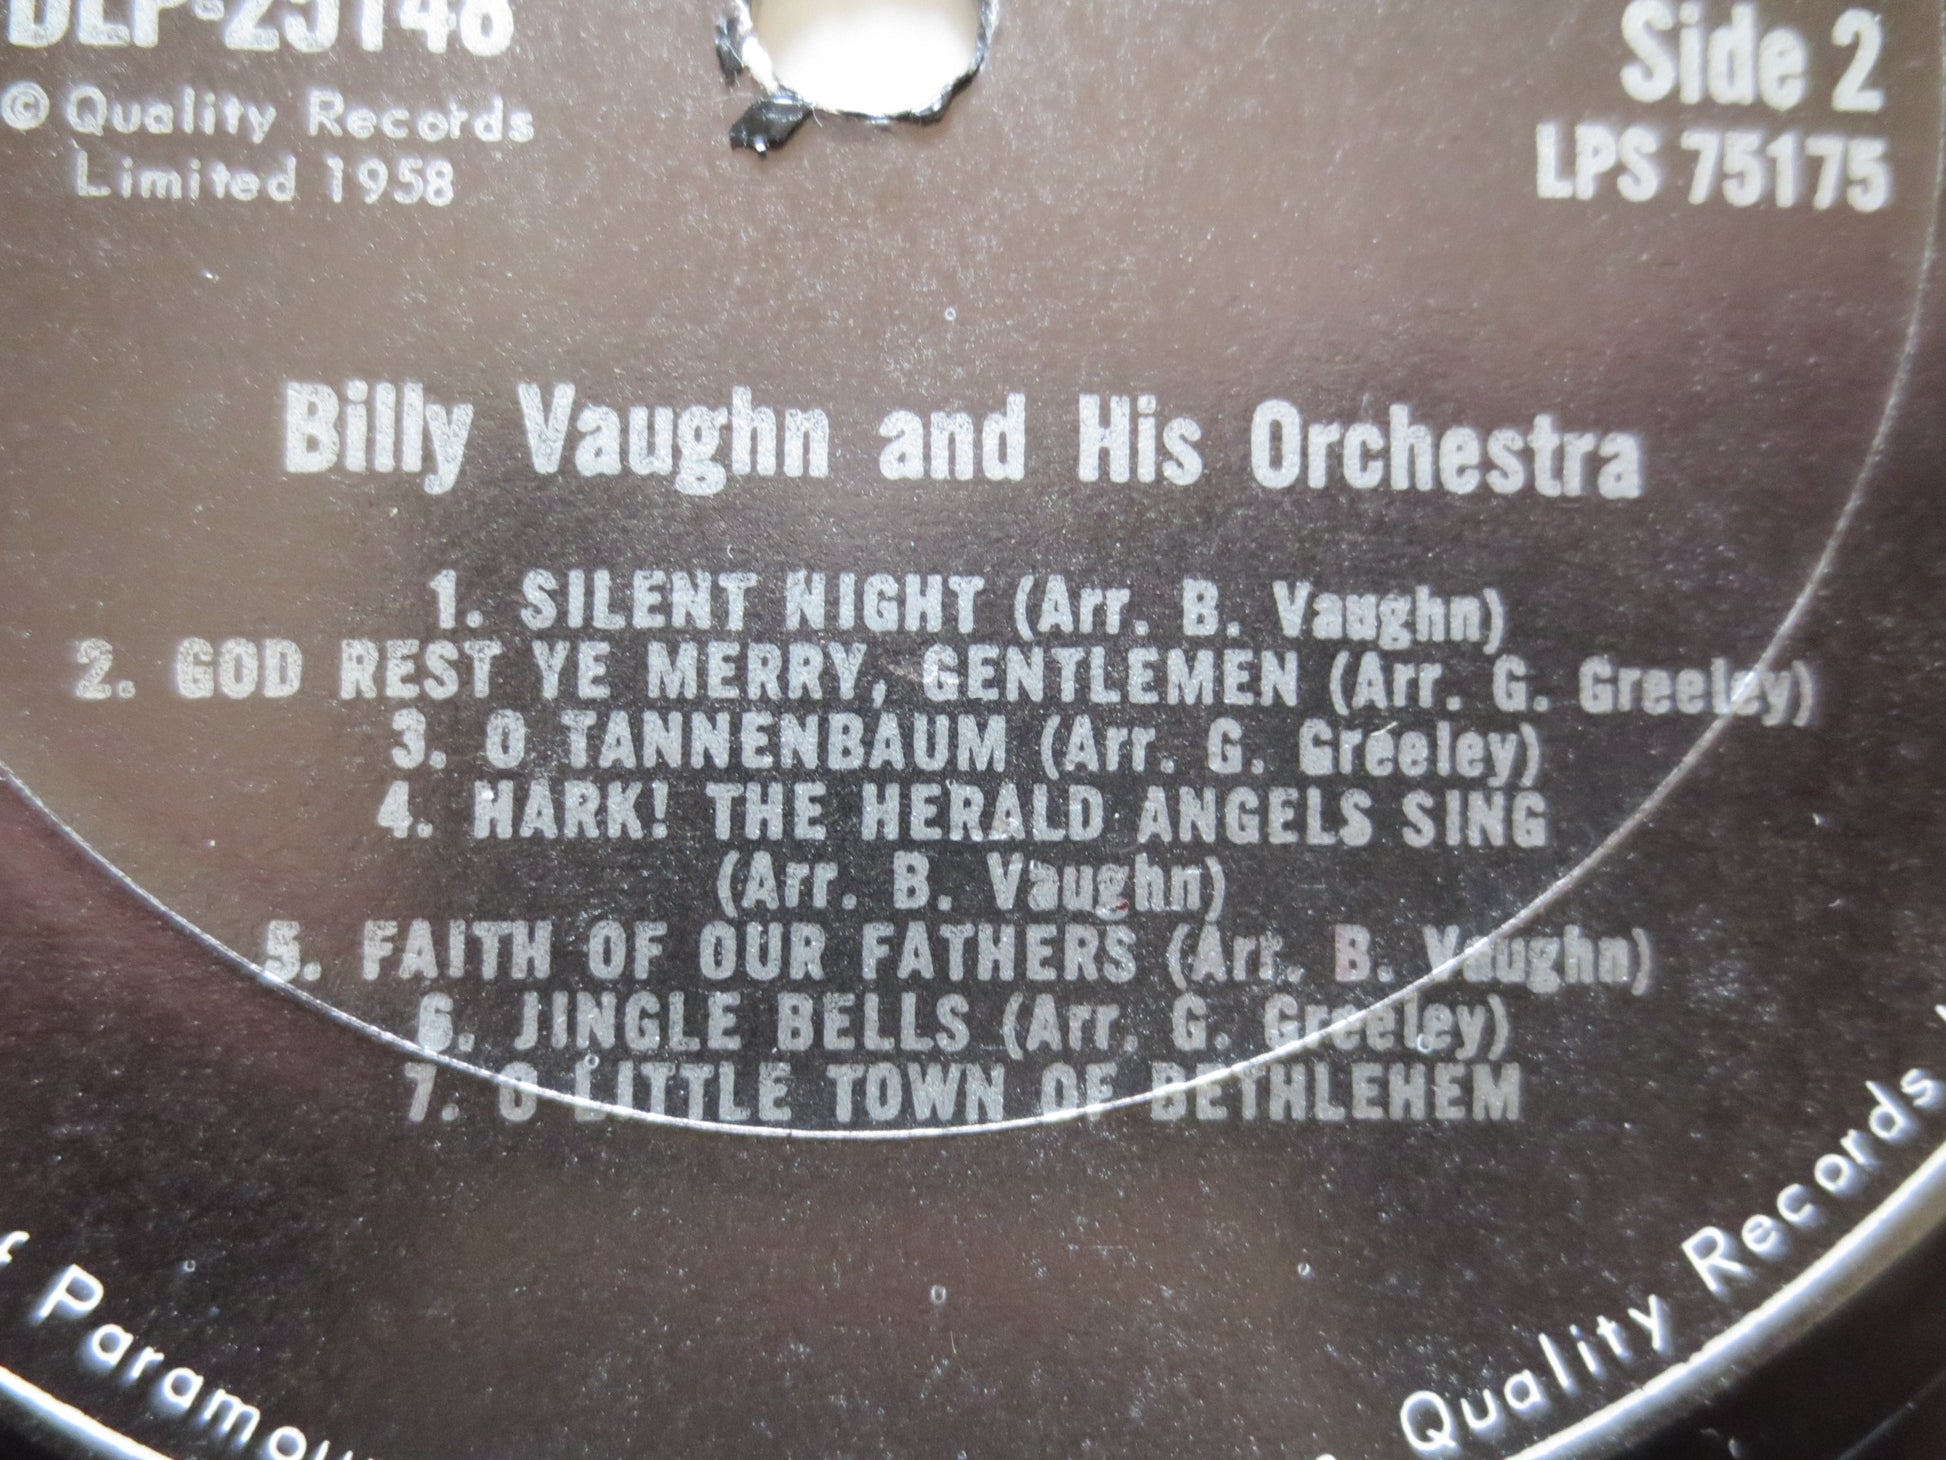 DLP-25148
© Quality Records
Limited 1958
Side 2
LPS 75175
Billy Vaughn and His Orchestra
1. SILENT NIGHT (Arr. B. Vaughn)
2. GOD REST YE MERRY, GENTLEMEN (Arr. G. Greeley)
3. O TANNENBAUM (Arr. G. Greeley)
4. HARK! THE HERALD ANGELS SING
(Arr. B. Vaughn)
5. FAITH OF OUR FATHERS (Arr. B. Vaughn)
6. JINGLE BELLS (Arr. G. Greeley)
7. O LITTLE TOWN OF BETHLEHEM
Quality Records